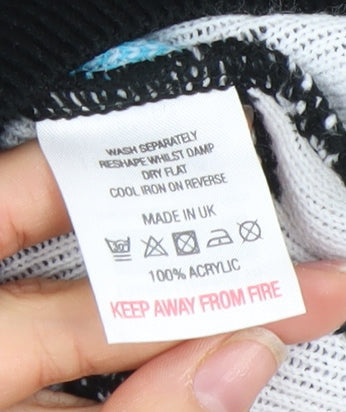 WASH SEPARATELY
RESHAPE WHILST DAMP
DRY FLAT
COOL IRON ON REVERSE
MADE IN UK
30°
100% ACRYLIC
KEEP AWAY FROM FIRE